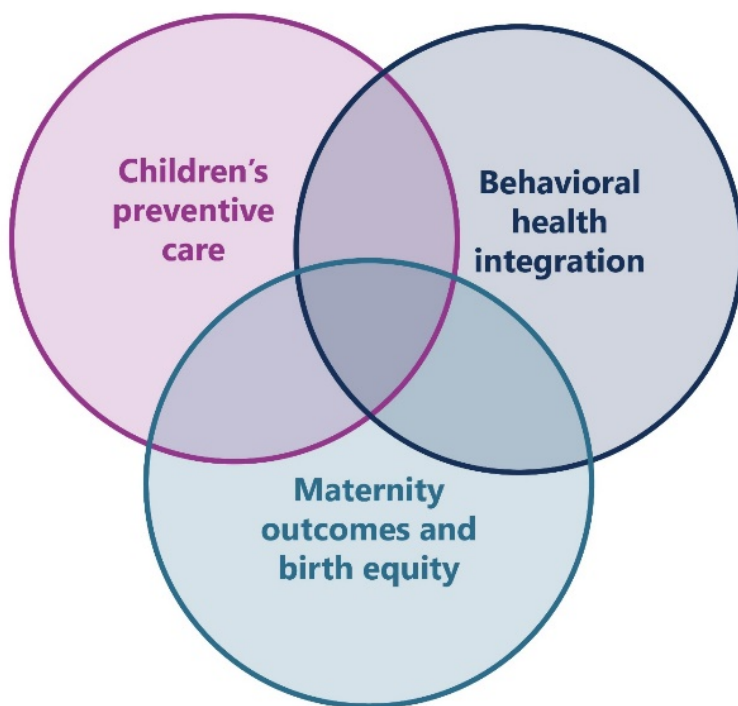 Children’s
preventive
care
Behavioral
health
integration
Maternity
outcomes and
birth equity